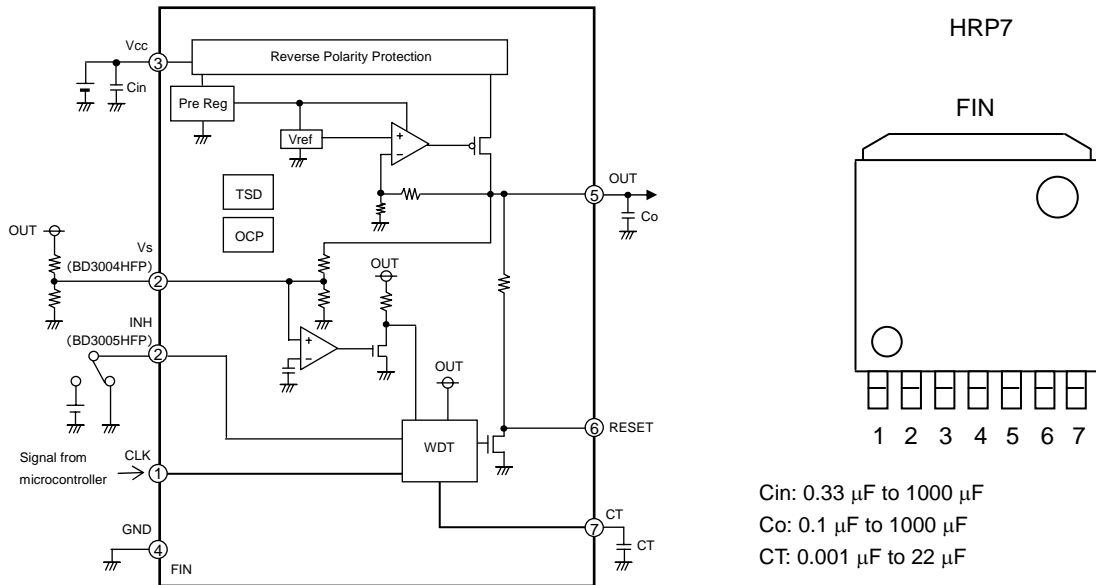 Vcc
3
Cin
Reverse Polarity Protection
Pre Reg
Vref
+
−
TSD
OCP
OUT
5
Co
OUT
Vs
(BD3004HFP)
2
OUT
INH
(BD3005HFP)
2
+
−
OUT
WDT
6
RESET
Signal from
microcontroller
CLK
1
GND
4
FIN
7
CT
CT
HRP7
FIN
1 2 3 4 5 6 7
Cin: 0.33 μF to 1000 μF
Co: 0.1 μF to 1000 μF
CT: 0.001 μF to 22 μF